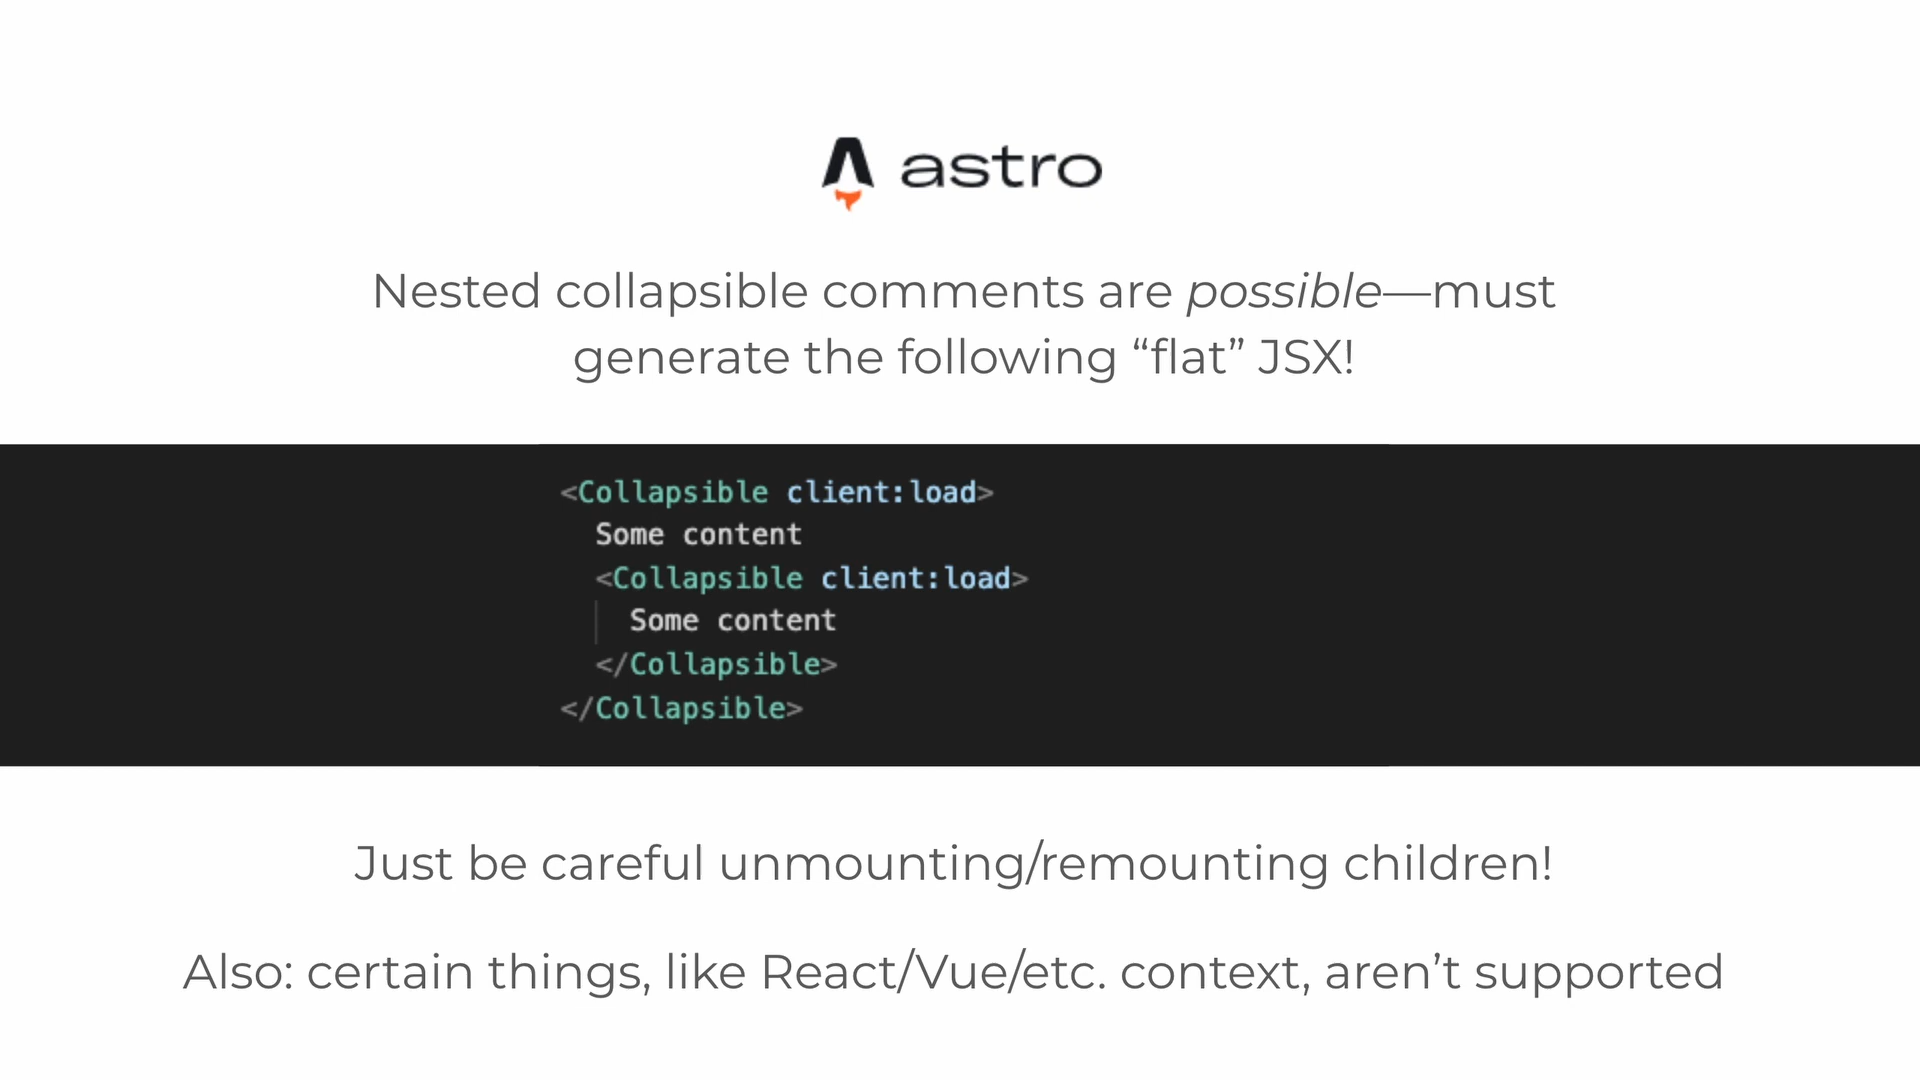 astro
Nested collapsible comments are possible—must
generate the following “flat” JSX!
<Collapsible client:load>
  Some content
  <Collapsible client:load>
    Some content
  </Collapsible>
</Collapsible>
Just be careful unmounting/remounting children!
Also: certain things, like React/Vue/etc. context, aren’t supported